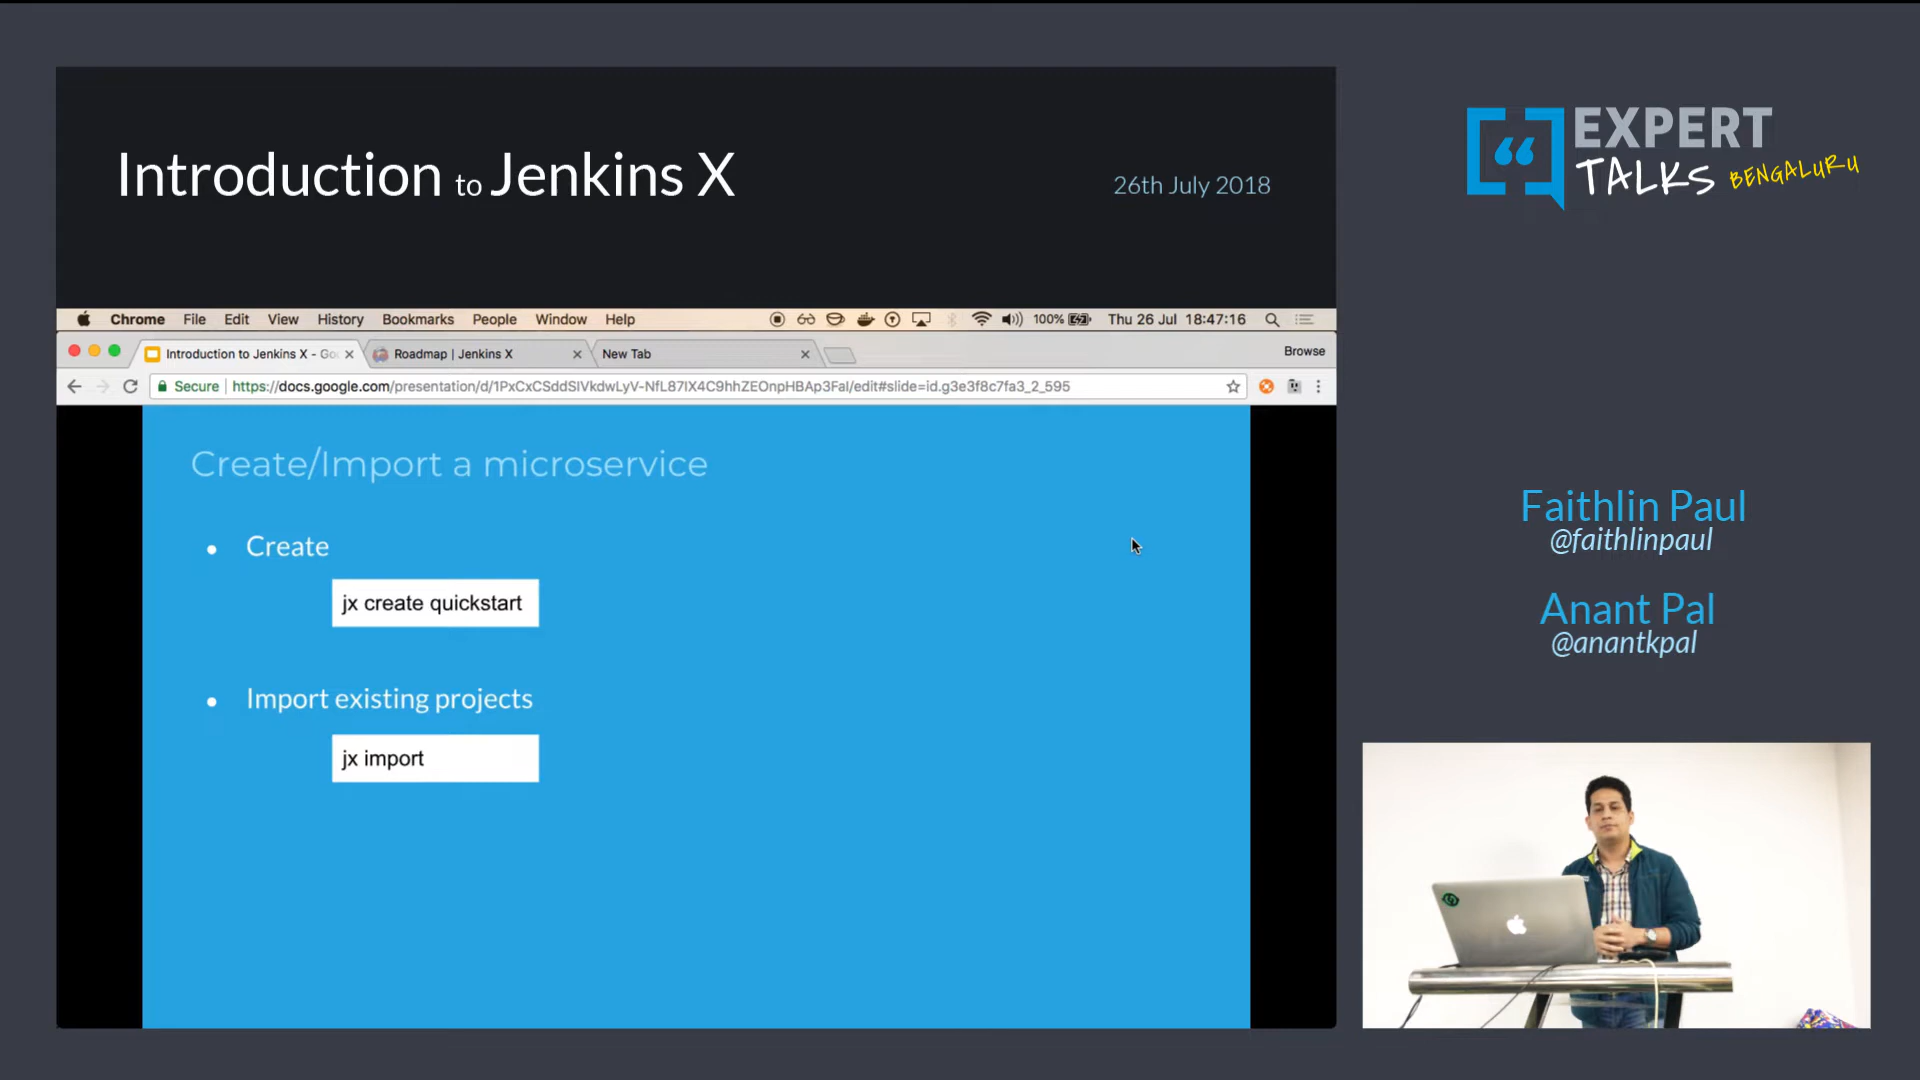 Introduction to Jenkins X
26th July 2018
EXPERT
TALKS BENGALURU
Chrome File Edit View History Bookmarks People Window Help 100% Thu 26 Jul 18:47:16
Introduction to Jenkins X - Go
Roadmap | Jenkins X
New Tab
Browse
Secure https://docs.google.com/presentation/d/1PxCxCSddSIVkdwLyV-NfL87IX4C9hhZEOnpHBAp3FaI/edit#slide=id.g3e3f8c7fa3_2_595
Create/Import a microservice
• Create
jx create quickstart
• Import existing projects
jx import
Faithlin Paul
@faithlinpaul
Anant Pal
@anantkpal